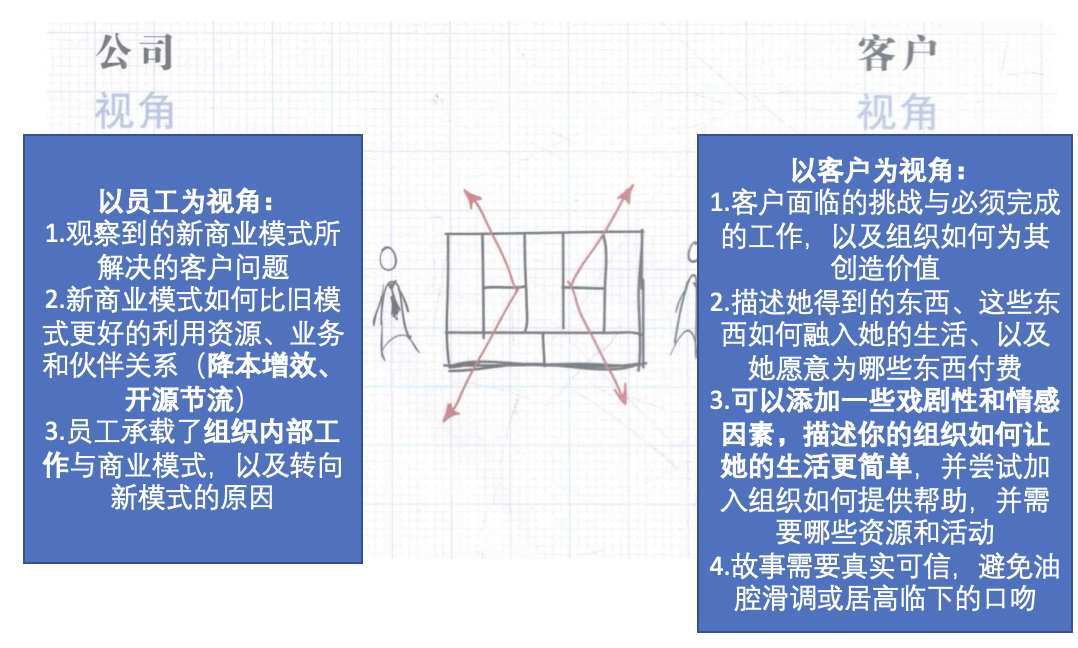 公司
视角
以员工为视角：
1.观察到的新商业模式所
解决的客户问题
2.新商业模式如何比旧模
式更好的利用资源、业务
和伙伴关系（降本增效、
开源节流）
3.员工承载了组织内部工
作与商业模式，以及转向
新模式的原因
客户
视角
以客户为视角：
1.客户面临的挑战与必须完成
的工作，以及组织如何为其
创造价值
2.描述她得到的东西、这些东
西如何融入她的生活、以及
她愿意为哪些东西付费
3.可以添加一些戏剧性和情感
因素，描述你的组织如何让
她的生活更简单，并尝试加
入组织如何提供帮助，并需
要哪些资源和活动
4.故事需要真实可信，避免油
腔滑调或居高临下的口吻